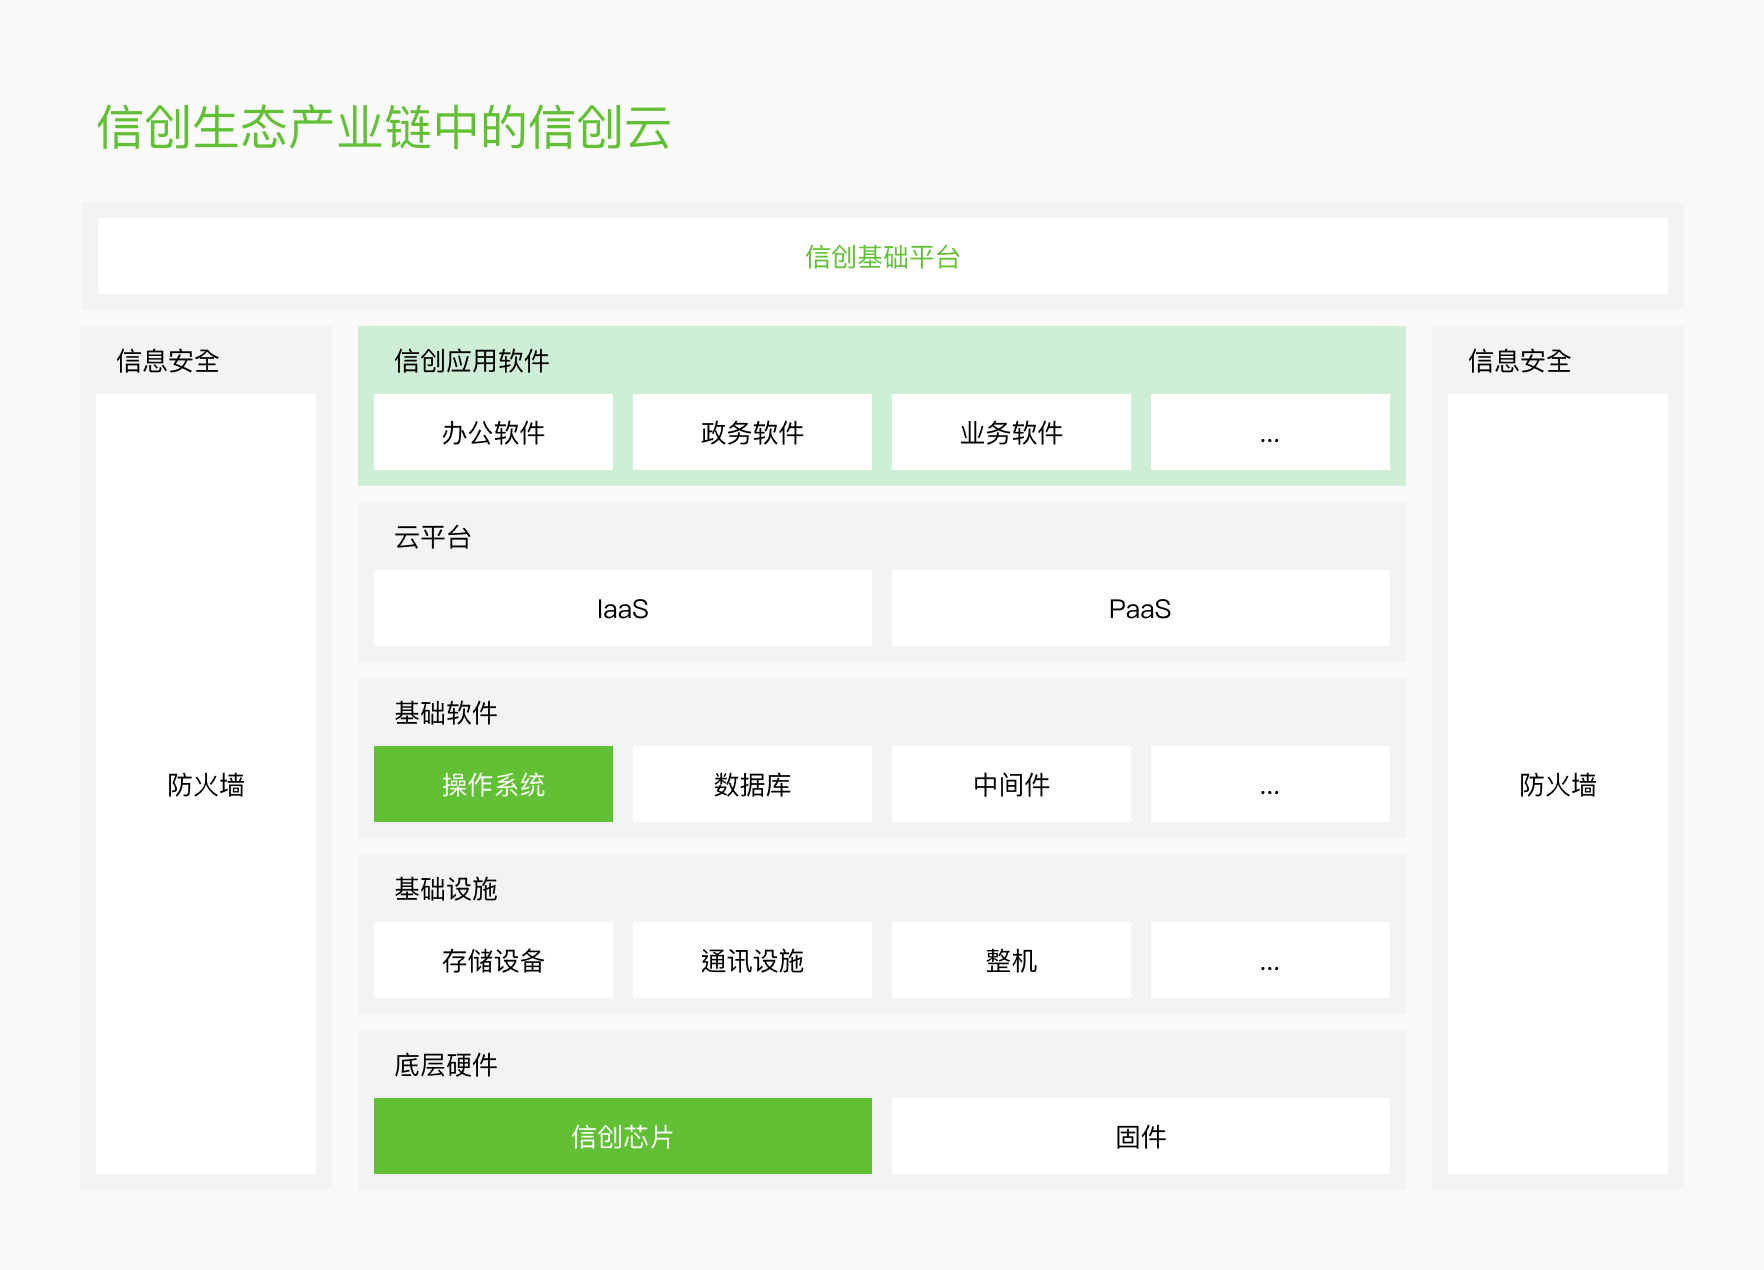 信创生态产业链中的信创云
信创基础平台
信息安全
防火墙
信创应用软件
办公软件
政务软件
业务软件
...
云平台
IaaS
PaaS
基础软件
操作系统
数据库
中间件
...
基础设施
存储设备
通讯设施
整机
...
底层硬件
信创芯片
固件
信息安全
防火墙